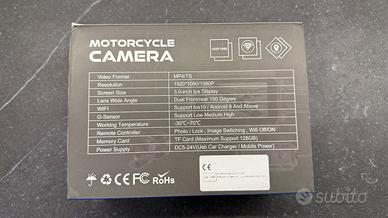 MOTORCYCLE
CAMERA
Video Format MP4/TS
Resolution 1920*1080/1080P
Screen Size 3.0-inch Ips Display
Lens Wide Angle Dual Front/rear 150 Degree
WIFI Support Ios10 / Android 9 And Above
G-Sensor Support Low Medium High
Working Temperature -30℃~70℃
Remote Controller Photo / Lock , Image Switching , Wifi Off/ON
Memory Card TF Card (Maximum Support 128GB)
Power Supply DC5-24V(Usb Car Charger / Mobile Power)
CE FC RoHS
CE
subito